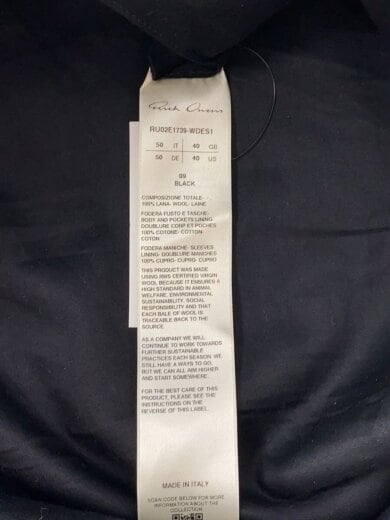 Rick Owens
RU02E1739-WDES1
50 IT 40 GB
50 DE 40 US
09
BLACK
COMPOSIZIONE TOTALE-
100% LANA- WOOL- LAINE
FODERA FUSTO E TASCHE-
BODY AND POCKETS LINING
DOUBLURE CORP ET POCHES
100% COTONE- COTTON
COTON
FODERA MANICHE- SLEEVES
LINING- DOUBLURE MANCHES
100% CUPRO- CUPRO- CUPRO
THIS PRODUCT WAS MADE
USING RWS CERTIFIED VIRGIN
WOOL BECAUSE IT ENSURES A
HIGH STANDARD IN ANIMAL
WELFARE, ENVIRONMENTAL
SUSTAINABILITY, SOCIAL
RESPONSIBILITY AND THAT
EACH BALE OF WOOL IS
TRACEABLE BACK TO THE
SOURCE.
AS A COMPANY WE WILL
CONTINUE TO WORK TOWARDS
FURTHER SUSTAINABLE
PRACTICES EACH SEASON. WE
STILL HAVE A WAYS TO GO,
BUT WE CAN ALL AIM HIGHER
AND START SOMEWHERE.
FOR THE BEST CARE OF THIS
PRODUCT, PLEASE SEE THE
INSTRUCTIONS ON THE
REVERSE OF THIS LABEL.
MADE IN ITALY
SCAN CODE BELOW FOR MORE
INFORMATION ABOUT THE
COLLECTION